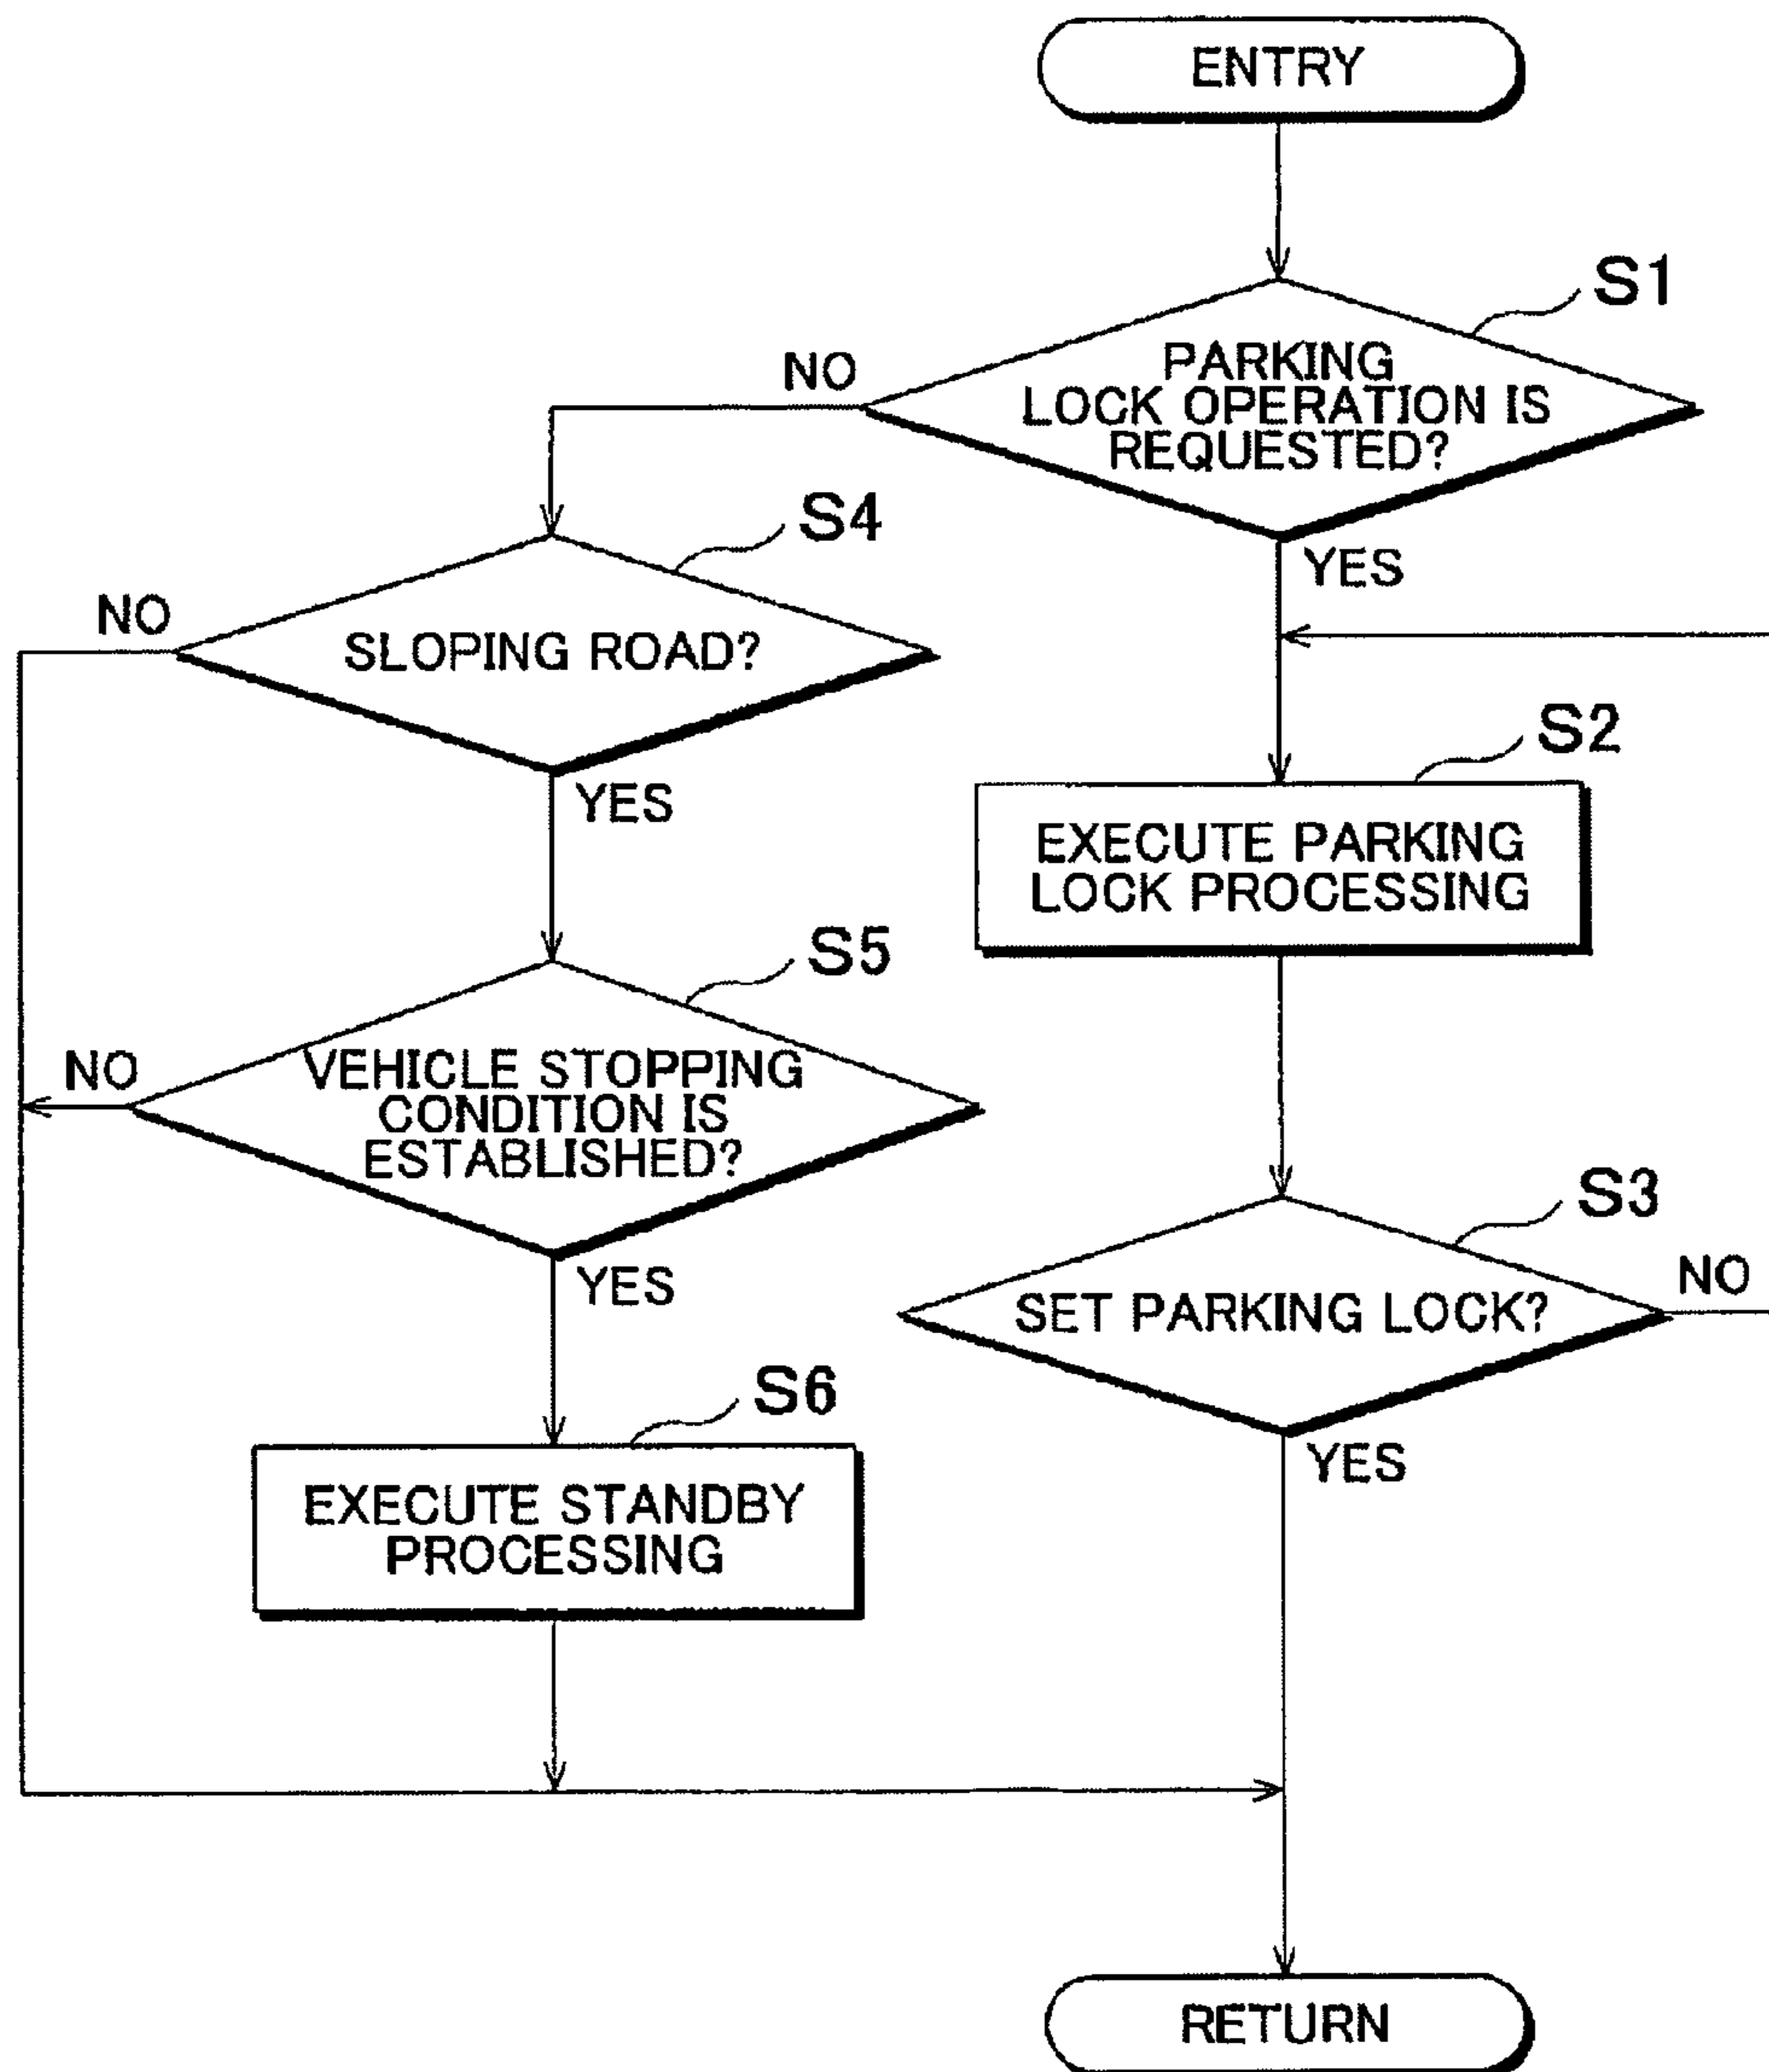 ENTRY
S1
NO
PARKING
LOCK OPERATION IS
REQUESTED?
YES
S4
NO
SLOPING ROAD?
YES
S2
EXECUTE PARKING
LOCK PROCESSING
S5
NO
VEHICLE STOPPING
CONDITION IS
ESTABLISHED?
YES
S3
NO
SET PARKING LOCK?
YES
S6
EXECUTE STANDBY
PROCESSING
RETURN